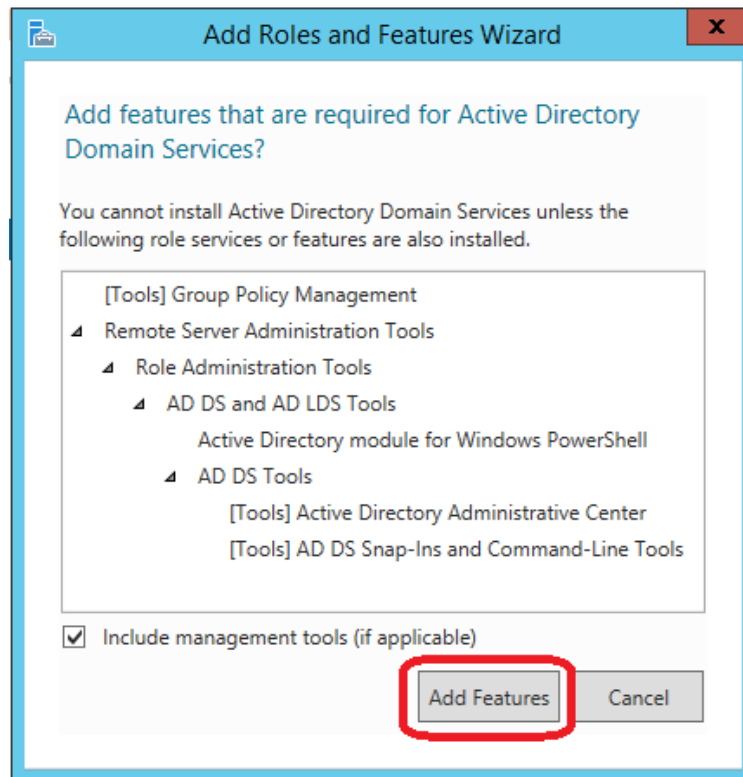 Add Roles and Features Wizard
x
Add features that are required for Active Directory
Domain Services?
You cannot install Active Directory Domain Services unless the
following role services or features are also installed.
[Tools] Group Policy Management
Remote Server Administration Tools
Role Administration Tools
AD DS and AD LDS Tools
Active Directory module for Windows PowerShell
AD DS Tools
[Tools] Active Directory Administrative Center
[Tools] AD DS Snap-Ins and Command-Line Tools
Include management tools (if applicable)
Add Features Cancel